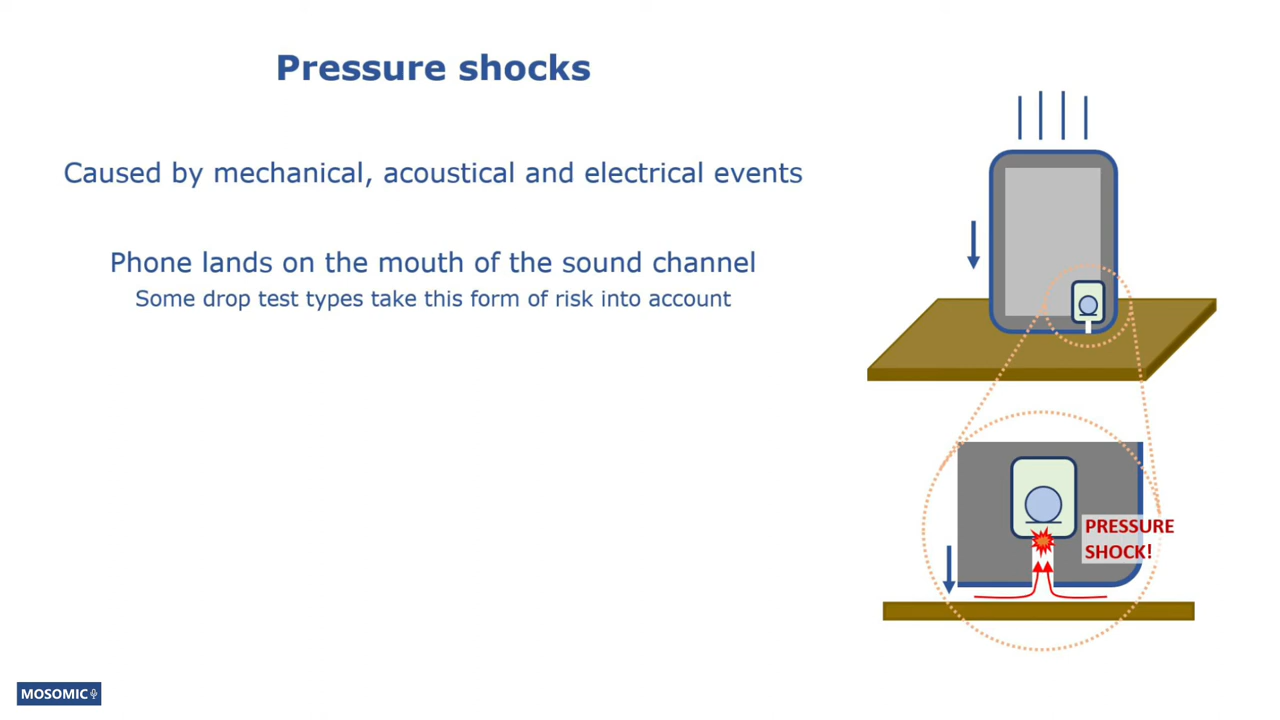 Pressure shocks
Caused by mechanical, acoustical and electrical events
Phone lands on the mouth of the sound channel
Some drop test types take this form of risk into account
PRESSURE
SHOCK!
MOSOMIC